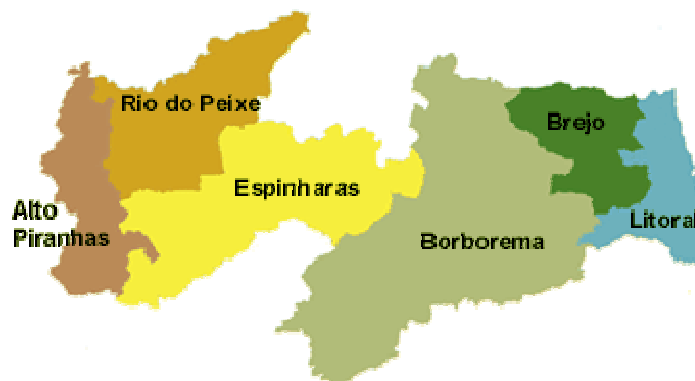 Rio do Peixe
Brejo
Espinharas
Alto
Piranhas
Litoral
Borborema